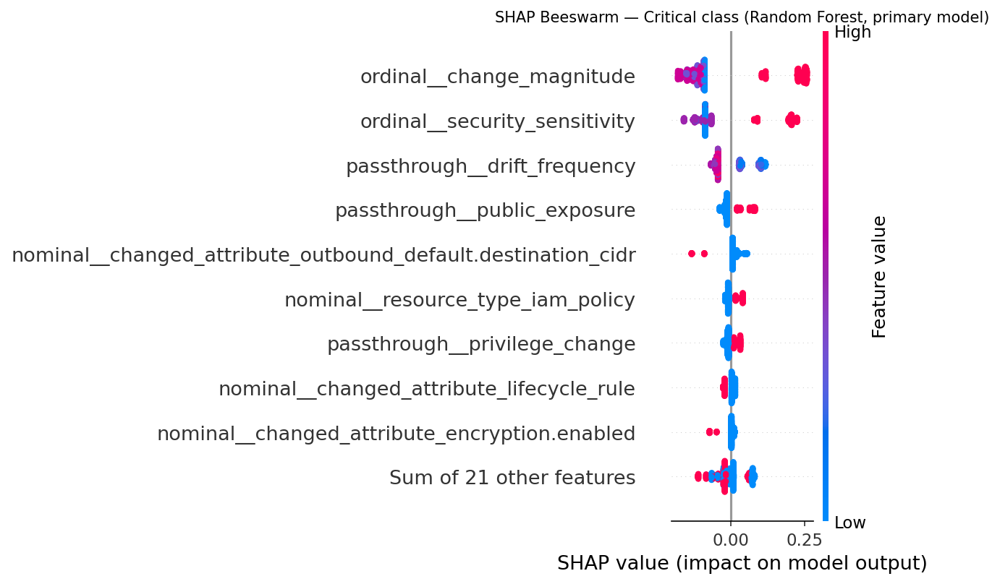 SHAP Beeswarm — Critical class (Random Forest, primary model)
High
ordinal__change_magnitude
ordinal__security_sensitivity
passthrough__drift_frequency
passthrough__public_exposure
nominal__changed_attribute_outbound_default.destination_cidr
nominal__resource_type_iam_policy
passthrough__privilege_change
nominal__changed_attribute_lifecycle_rule
nominal__changed_attribute_encryption.enabled
Sum of 21 other features
Feature value
Low
0.00 0.25
SHAP value (impact on model output)